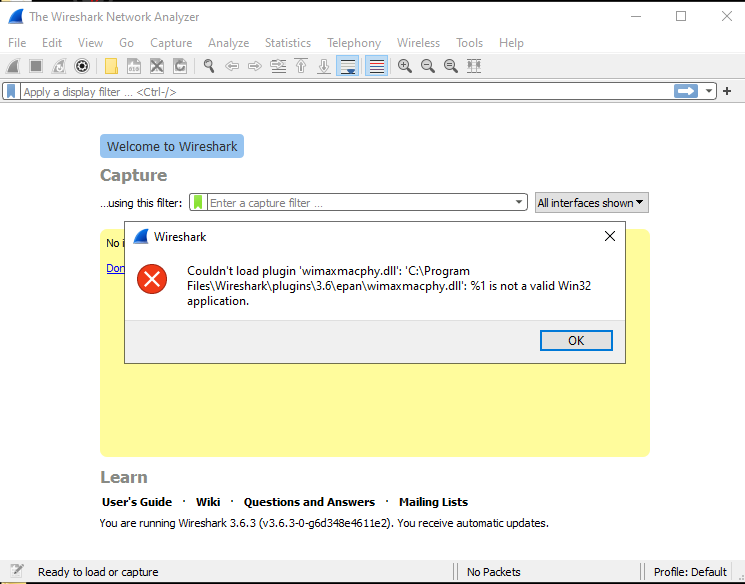 The Wireshark Network Analyzer
File Edit View Go Capture Analyze Statistics Telephony Wireless Tools Help
Apply a display filter ... <Ctrl-/>
+
Welcome to Wireshark
Capture
...using this filter: Enter a capture filter ... All interfaces shown
No i
Don
Wireshark
Couldn't load plugin 'wimaxmacphy.dll': 'C:\Program
Files\Wireshark\plugins\3.6\epan\wimaxmacphy.dll': %1 is not a valid Win32
application.
OK
Learn
User's Guide · Wiki · Questions and Answers · Mailing Lists
You are running Wireshark 3.6.3 (v3.6.3-0-g6d348e4611e2). You receive automatic updates.
Ready to load or capture No Packets Profile: Default